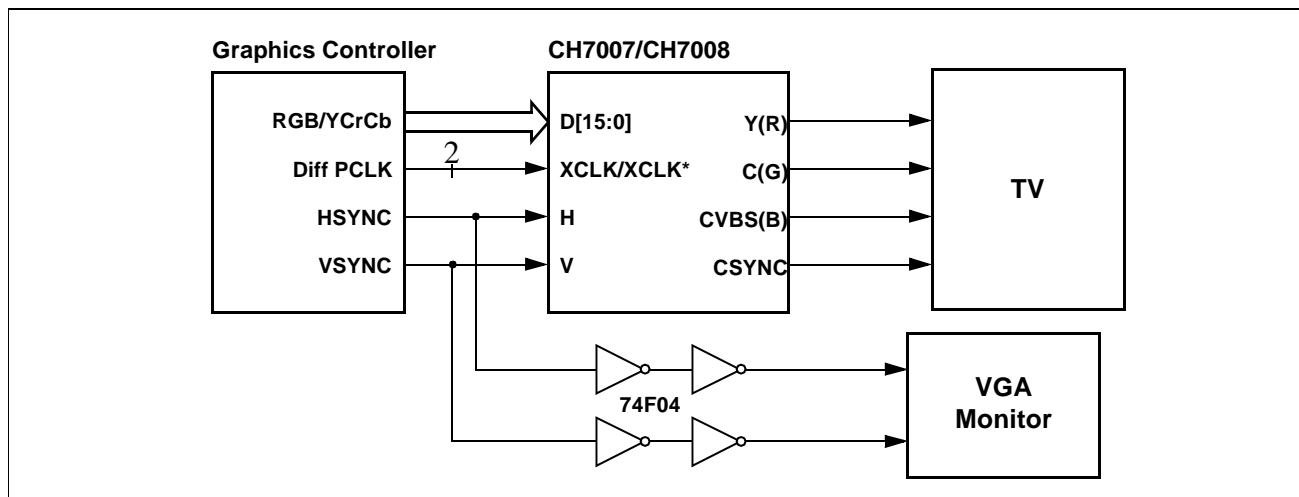 Graphics Controller
RGB/YCrCb
Diff PCLK
HSYNC
VSYNC
2
CH7007/CH7008
D[15:0]
XCLK/XCLK*
H
V
Y(R)
C(G)
CVBS(B)
CSYNC
TV
74F04
VGA
Monitor